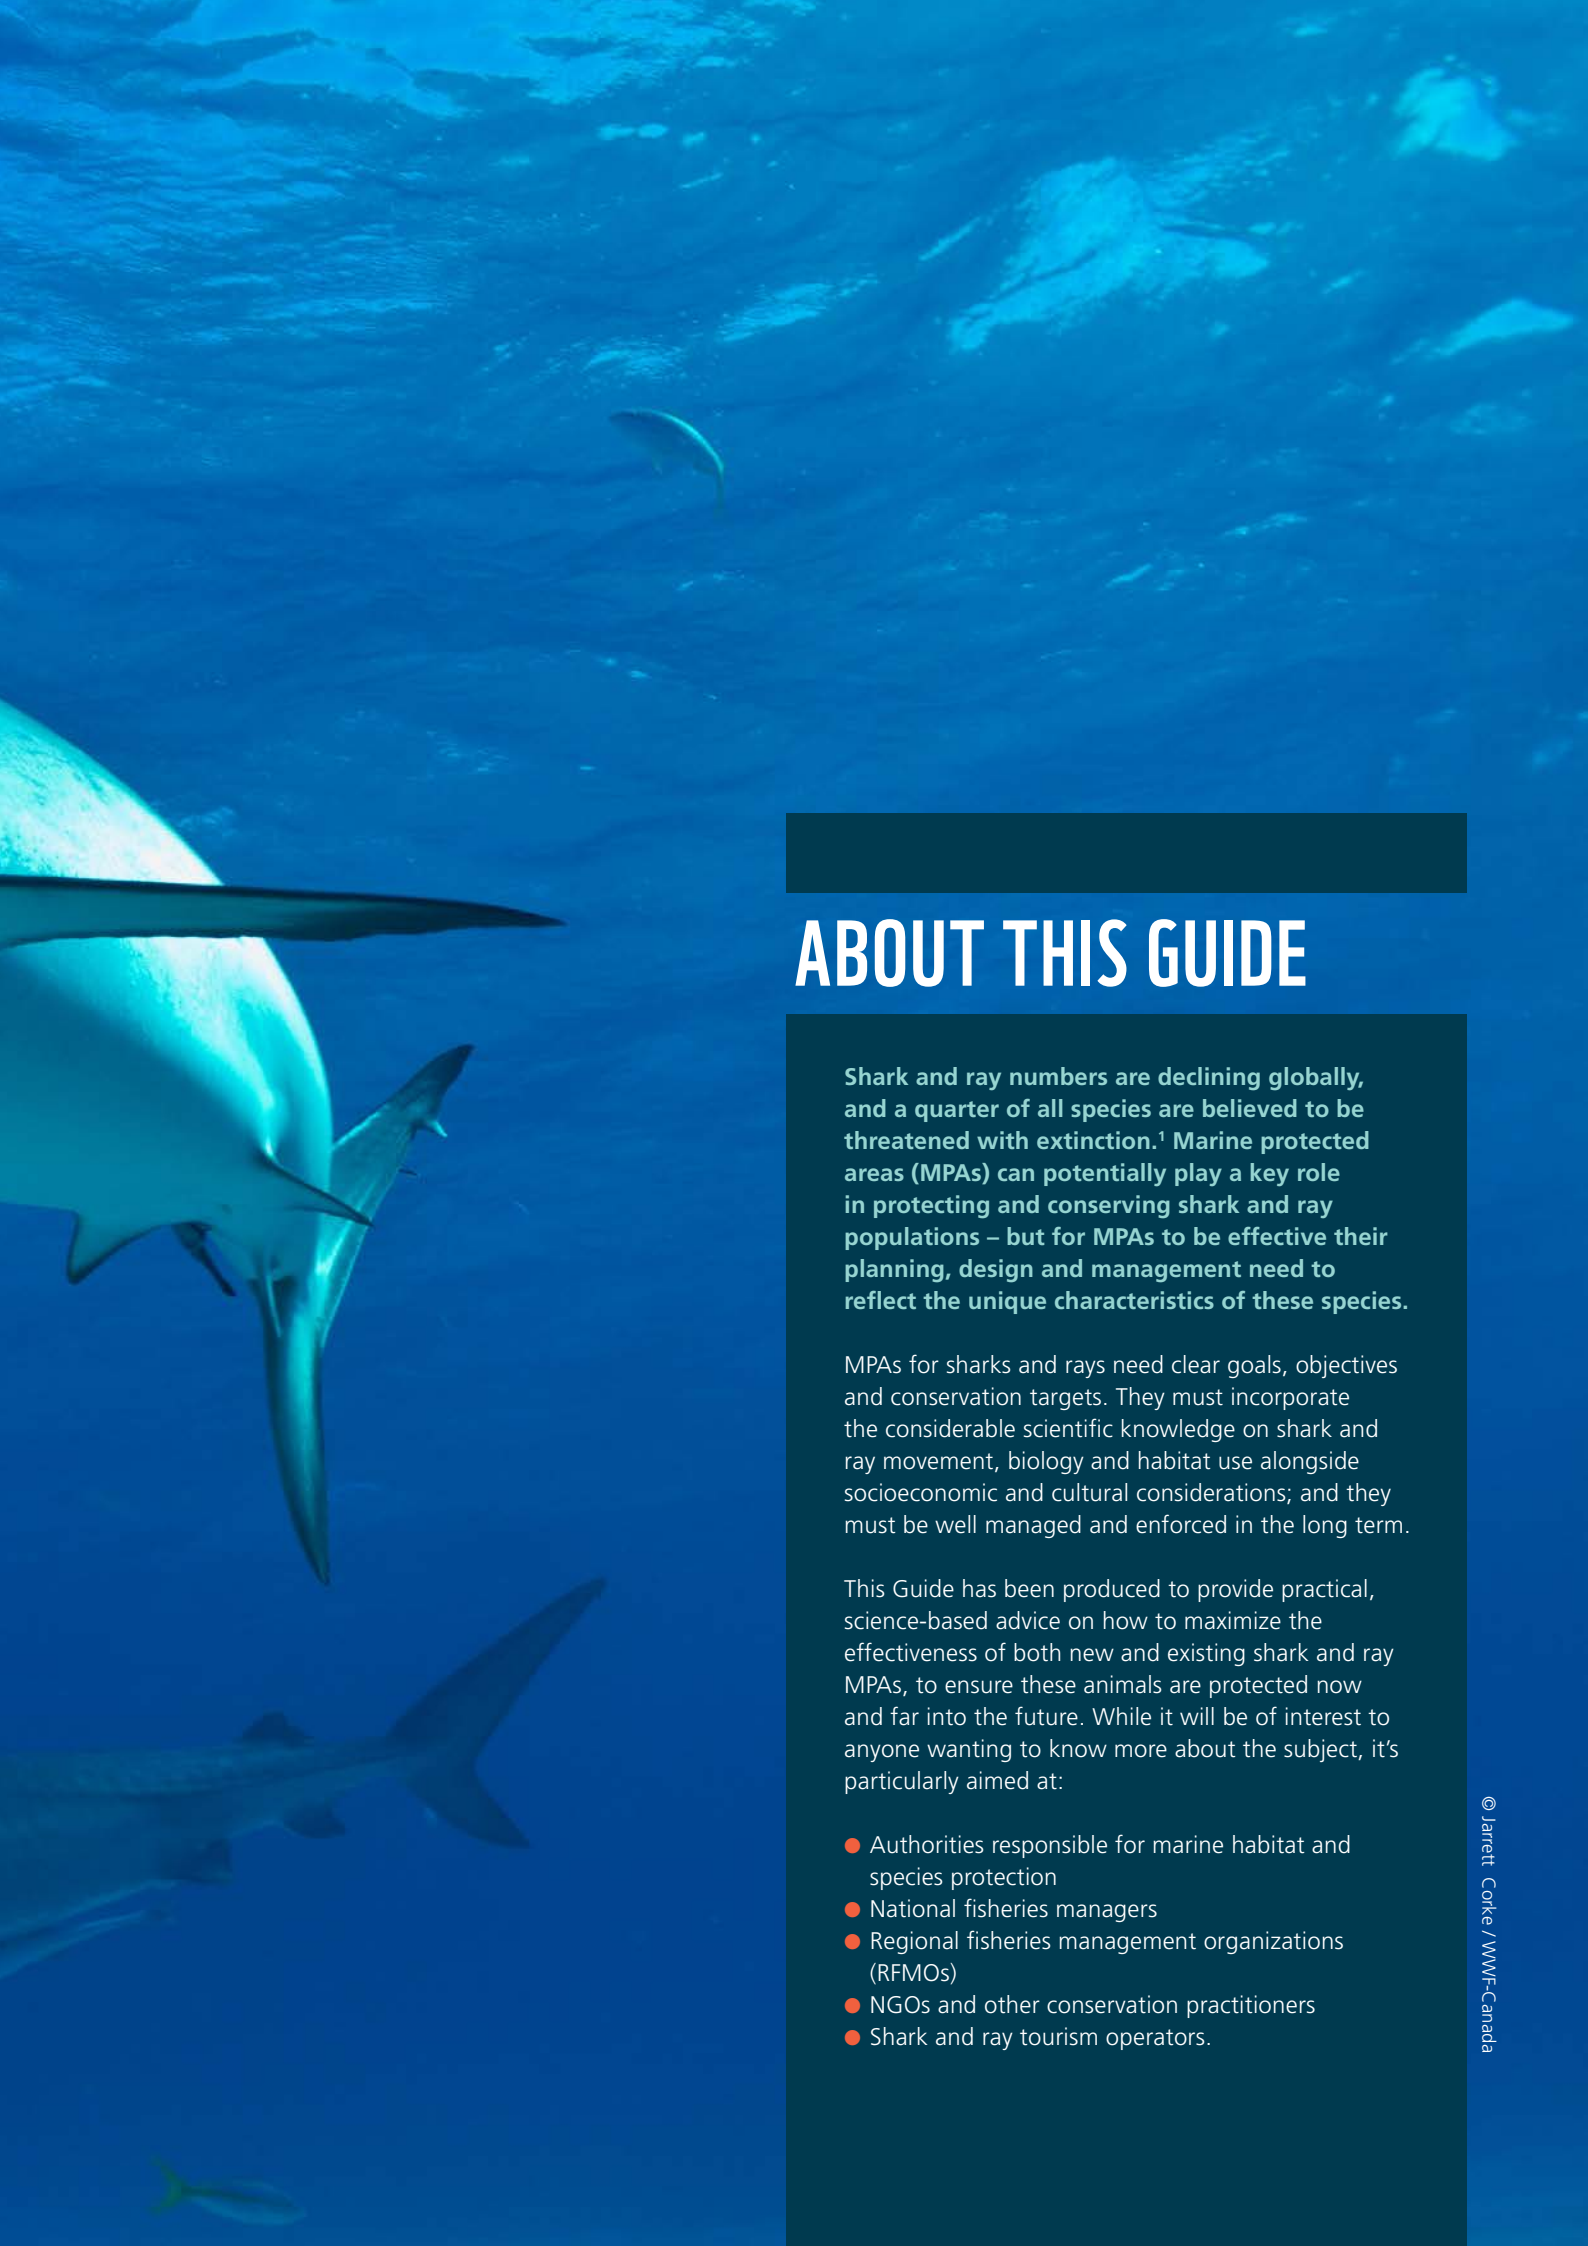 ABOUT THIS GUIDE
Shark and ray numbers are declining globally,
and a quarter of all species are believed to be
threatened with extinction.¹ Marine protected
areas (MPAs) can potentially play a key role
in protecting and conserving shark and ray
populations – but for MPAs to be effective their
planning, design and management need to
reflect the unique characteristics of these species.
MPAs for sharks and rays need clear goals, objectives
and conservation targets. They must incorporate
the considerable scientific knowledge on shark and
ray movement, biology and habitat use alongside
socioeconomic and cultural considerations; and they
must be well managed and enforced in the long term.
This Guide has been produced to provide practical,
science-based advice on how to maximize the
effectiveness of both new and existing shark and ray
MPAs, to ensure these animals are protected now
and far into the future. While it will be of interest to
anyone wanting to know more about the subject, it’s
particularly aimed at:
● Authorities responsible for marine habitat and
species protection
● National fisheries managers
● Regional fisheries management organizations
(RFMOs)
● NGOs and other conservation practitioners
● Shark and ray tourism operators.
© Jarrett Corke / WWF-Canada